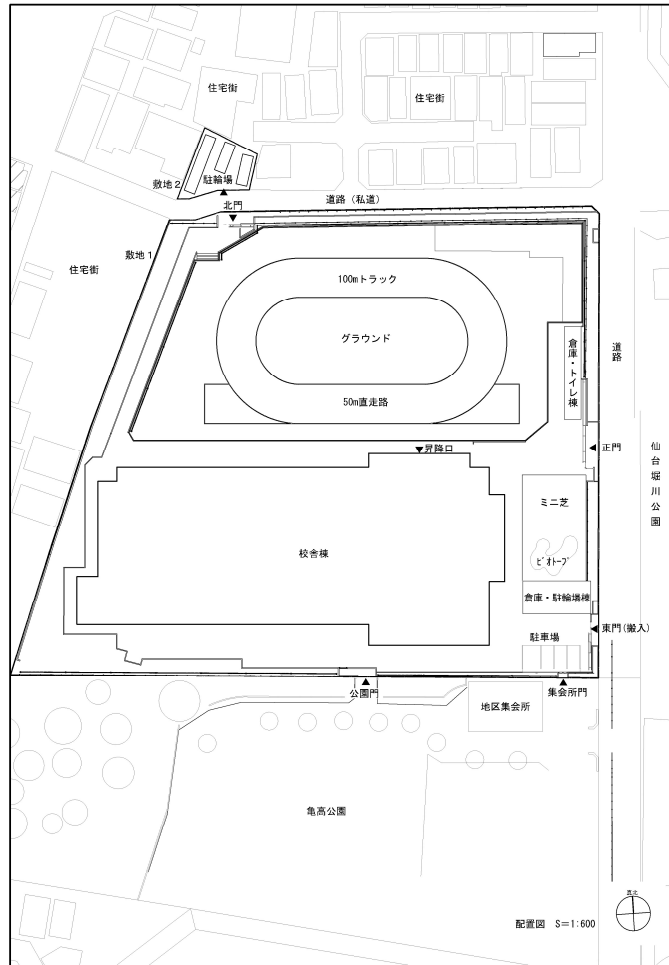 住宅街
住宅街
敷地2
駐輪場
道路（私道）
北門
敷地1
住宅街
100mトラック
グラウンド
50m直走路
倉庫・トイレ棟
道路
昇降口
正門
仙台堀川公園
ミニ芝
校舎棟
ﾋﾞｵﾄｰﾌﾟ
倉庫・駐輪場棟
東門(搬入)
駐車場
公園門
集会所門
地区集会所
亀高公園
真北
配置図 S=1:600